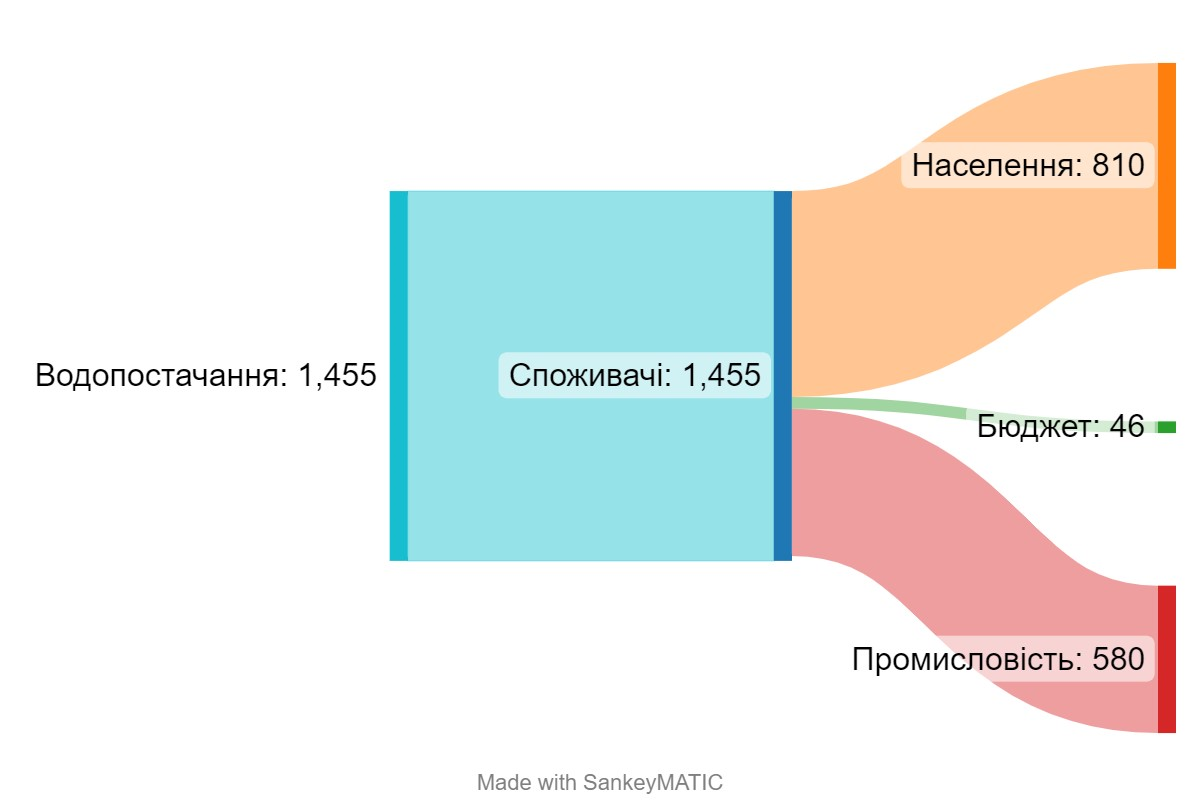 Населення: 810
Водопостачання: 1,455
Споживачі: 1,455
Бюджет: 46
Промисловість: 580
Made with SankeyMATIC